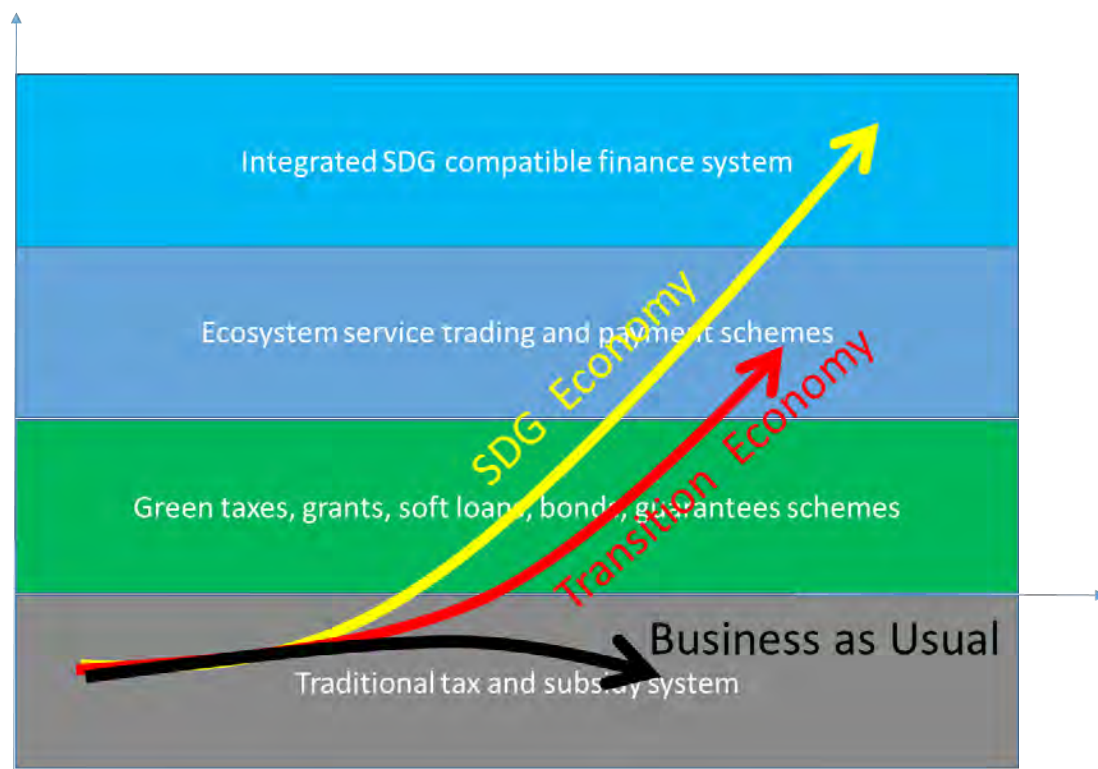 Integrated SDG compatible finance system
Ecosystem service trading and payment schemes
SDG Economy
Transition Economy
Green taxes, grants, soft loans, bonds, guarantees schemes
Business as Usual
Traditional tax and subsidy system